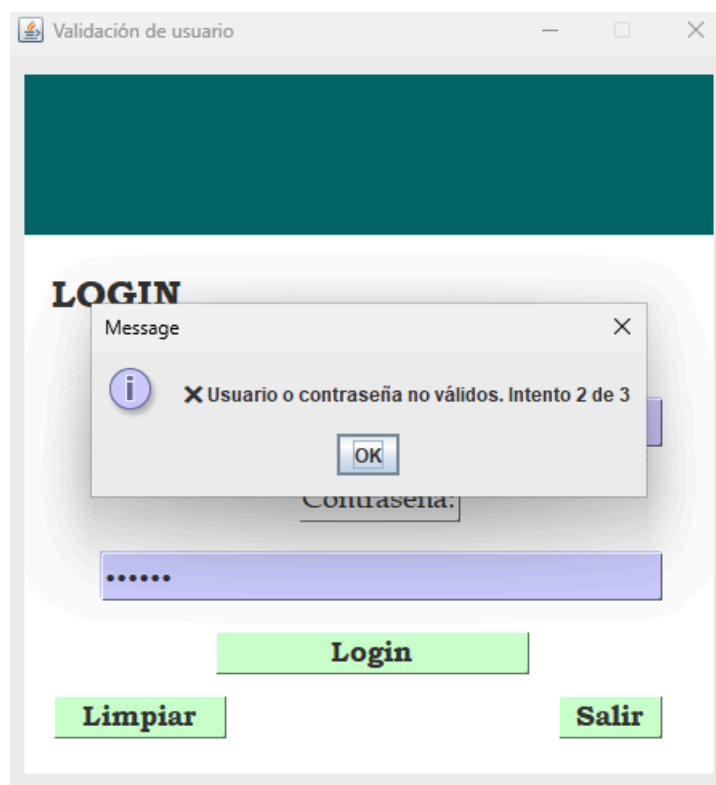 Validación de usuario
LOGIN
Message
❌ Usuario o contraseña no válidos. Intento 2 de 3
OK
Contraseña:
••••••
Login
Limpiar
Salir